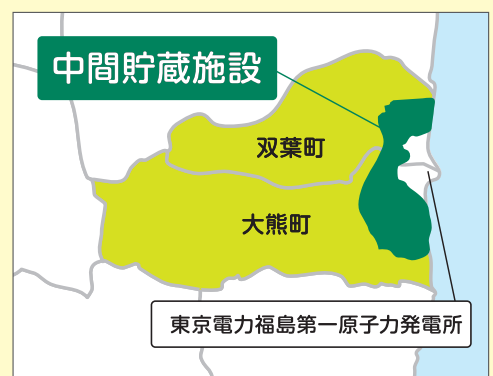 中間貯蔵施設
双葉町
大熊町
東京電力福島第一原子力発電所